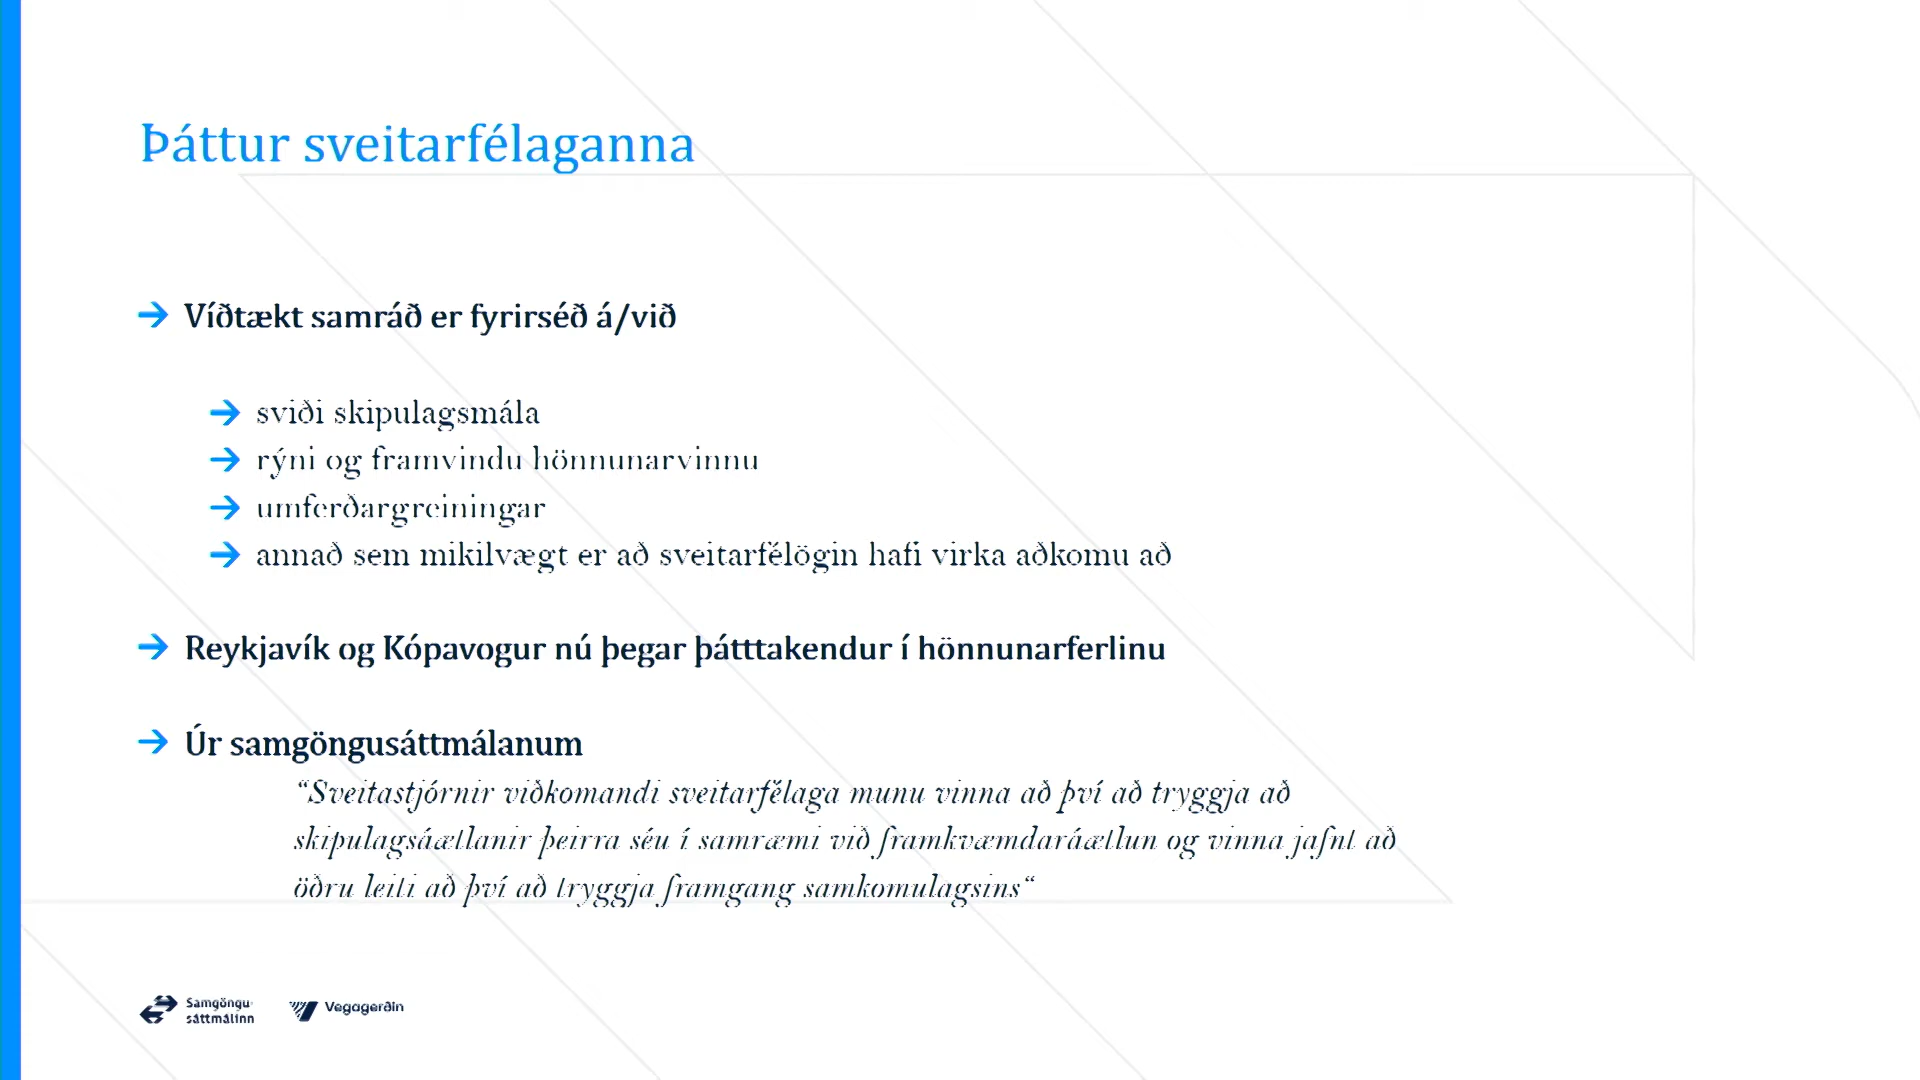 Þáttur sveitarfélaganna
Víðtækt samráð er fyrirséð á/við
sviði skipulagsmála
rýni og framvindu hönnunarvinnu
umferðargreiningar
annað sem mikilvægt er að sveitarfélögin hafi virka aðkomu að
Reykjavík og Kópavogur nú þegar þátttakendur í hönnunarferlinu
Úr samgöngusáttmálanum
“Sveitastjórnir viðkomandi sveitarfélaga munu vinna að því að tryggja að
skipulagsáætlanir þeirra séu í samræmi við framkvæmdaráætlun og vinna jafnt að
öðru leiti að því að tryggja framgang samkomulagsins“
Samgöngu-
sáttmálinn
Vegagerðin